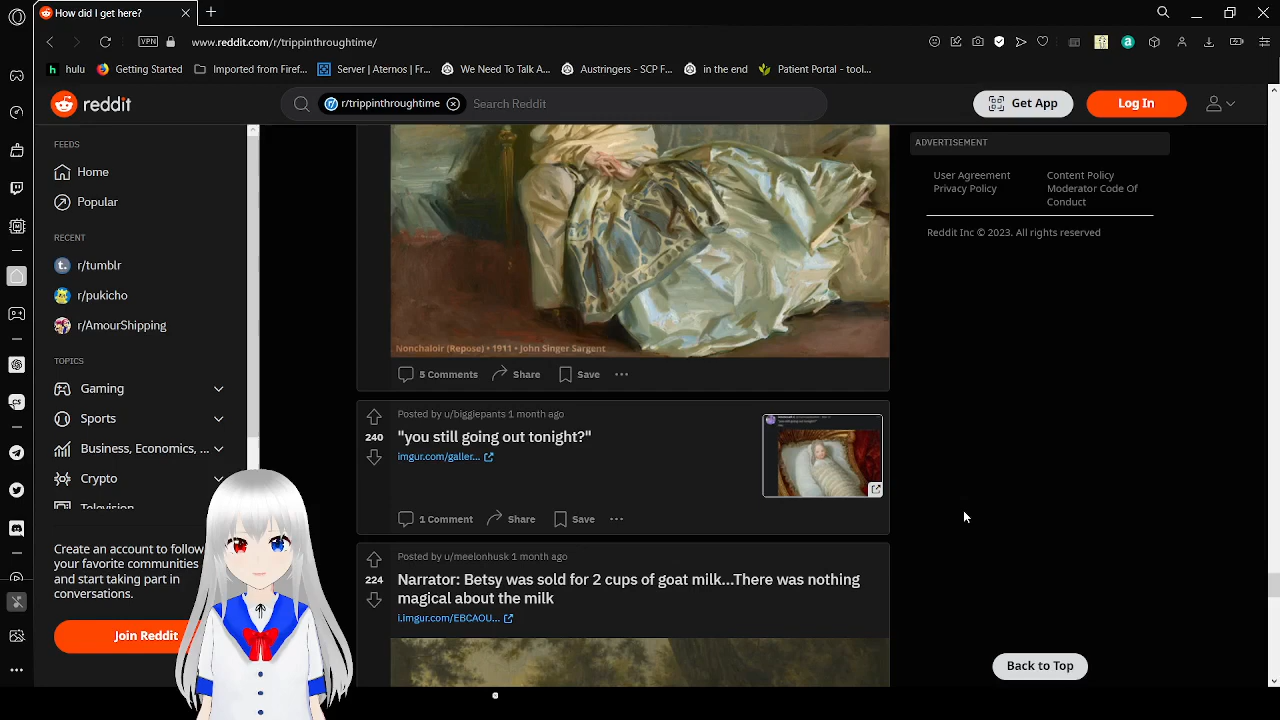 How did I get here?
VPN
www.reddit.com/r/trippinthroughtime/
hulu
Getting Started
Imported from Firef...
Server | Aternos | Fr...
We Need To Talk A...
Austringers - SCP F...
in the end
Patient Portal - tool...
reddit
r/trippinthroughtime
Search Reddit
Get App
Log In
FEEDS
Home
Popular
RECENT
r/tumblr
r/pukicho
r/AmourShipping
TOPICS
Gaming
Sports
Business, Economics, ...
Crypto
Television
Create an account to follow
your favorite communities
and start taking part in
conversations.
Join Reddit
Nonchaloir (Repose) • 1911 • John Singer Sargent
5 Comments
Share
Save
240
Posted by u/biggiepants 1 month ago
"you still going out tonight?"
imgur.com/galler...
1 Comment
Share
Save
224
Posted by u/meelonhusk 1 month ago
Narrator: Betsy was sold for 2 cups of goat milk...There was nothing
magical about the milk
i.imgur.com/EBCAOU...
ADVERTISEMENT
User Agreement
Privacy Policy
Content Policy
Moderator Code Of
Conduct
Reddit Inc © 2023. All rights reserved
Back to Top